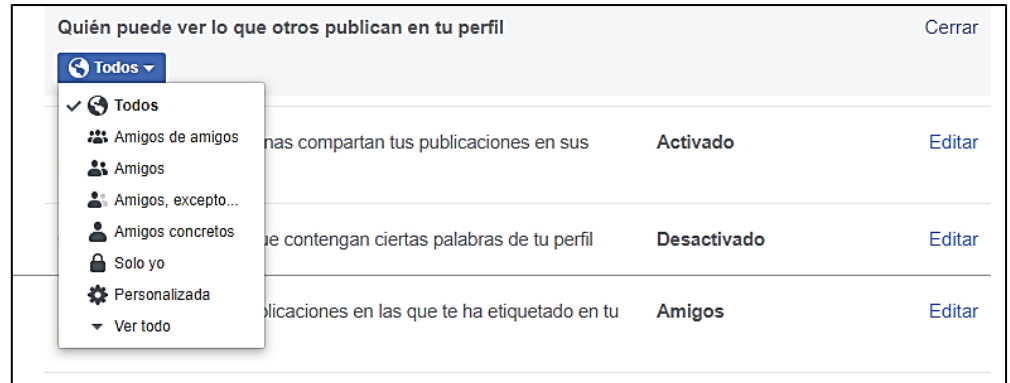 Quién puede ver lo que otros publican en tu perfil Cerrar
Todos
Todos
Amigos de amigos
nas compartan tus publicaciones en sus Activado Editar
Amigos
Amigos, excepto...
Amigos concretos
ue contengan ciertas palabras de tu perfil Desactivado Editar
Solo yo
Personalizada
blicaciones en las que te ha etiquetado en tu Amigos Editar
Ver todo